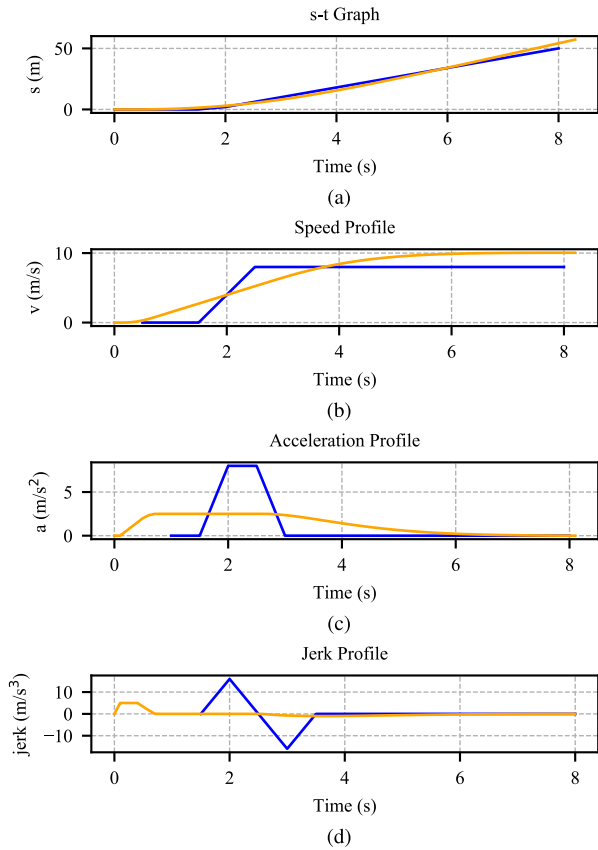 s-t Graph
50
0
s (m)
0 2 4 6 8
Time (s)
(a)
Speed Profile
10
0
v (m/s)
0 2 4 6 8
Time (s)
(b)
Acceleration Profile
5
0
a (m/s²)
0 2 4 6 8
Time (s)
(c)
Jerk Profile
10
0
−10
jerk (m/s³)
0 2 4 6 8
Time (s)
(d)